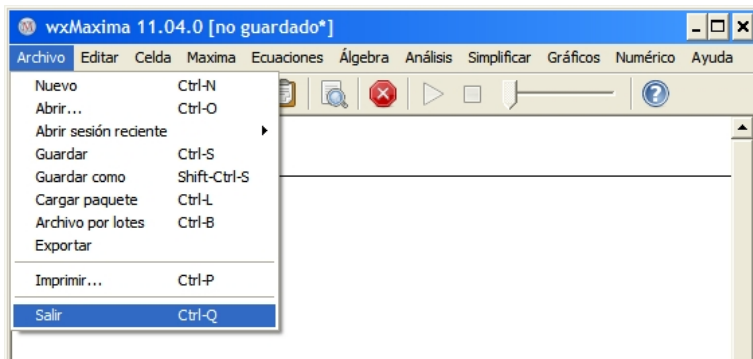 wxMaxima 11.04.0 [no guardado*]
Archivo Editar Celda Maxima Ecuaciones Álgebra Análisis Simplificar Gráficos Numérico Ayuda
Nuevo Ctrl-N
Abrir... Ctrl-O
Abrir sesión reciente
Guardar Ctrl-S
Guardar como Shift-Ctrl-S
Cargar paquete Ctrl-L
Archivo por lotes Ctrl-B
Exportar
Imprimir... Ctrl-P
Salir Ctrl-Q